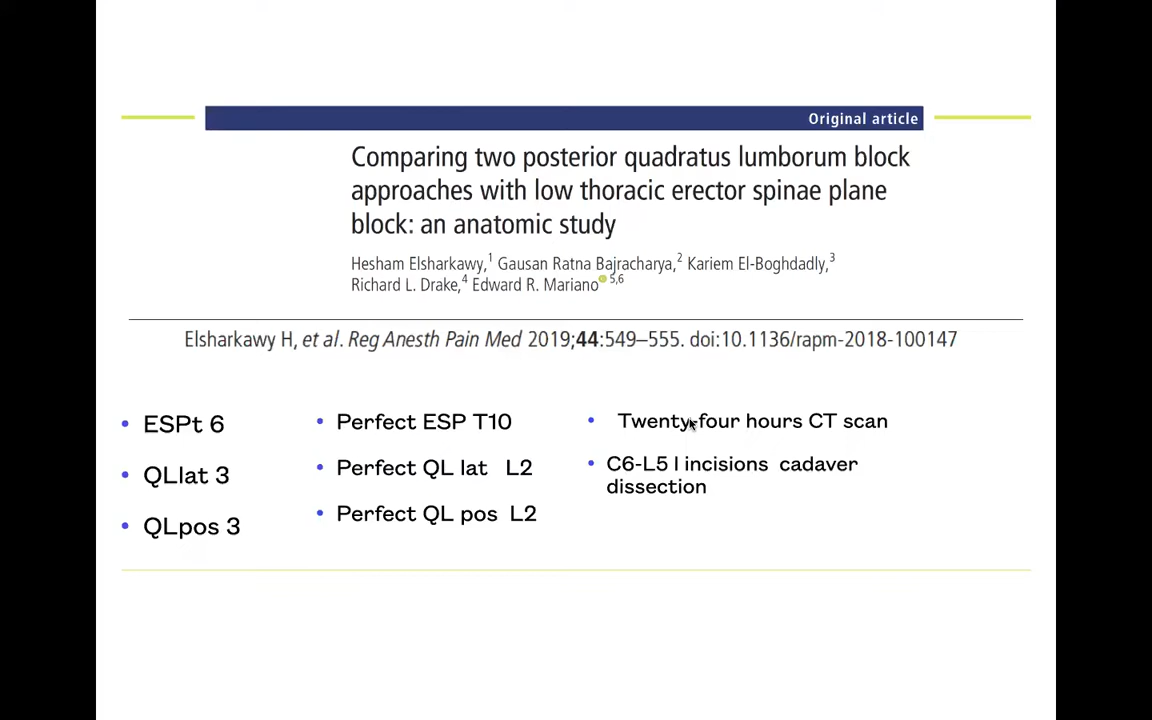 Original article
Comparing two posterior quadratus lumborum block
approaches with low thoracic erector spinae plane
block: an anatomic study
Hesham Elsharkawy,1 Gausan Ratna Bajracharya,2 Kariem El-Boghdadly,3
Richard L. Drake,4 Edward R. Mariano 5,6
Elsharkawy H, et al. Reg Anesth Pain Med 2019;44:549–555. doi:10.1136/rapm-2018-100147
• ESPt 6
• QLlat 3
• QLpos 3
• Perfect ESP T10
• Perfect QL lat L2
• Perfect QL pos L2
• Twenty-four hours CT scan
• C6-L5 I incisions cadaver
dissection